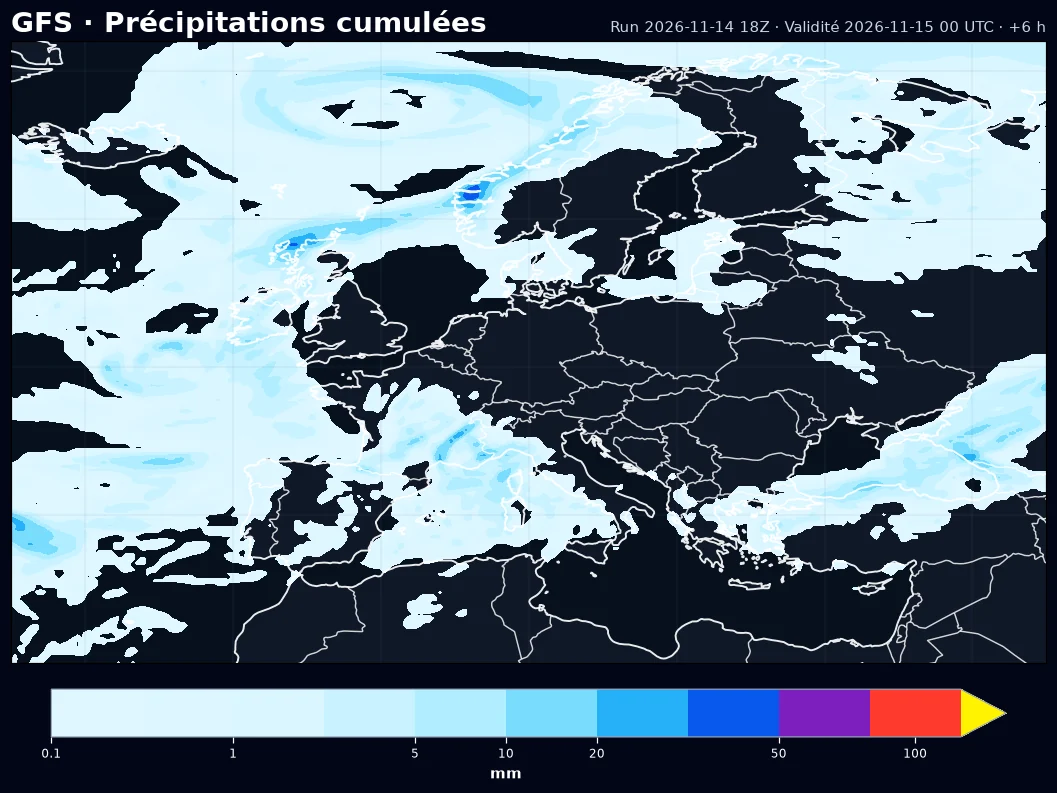 GFS · Précipitations cumulées
Run 2026-11-14 18Z · Validité 2026-11-15 00 UTC · +6 h
0.1 1 5 10 20 50 100
mm